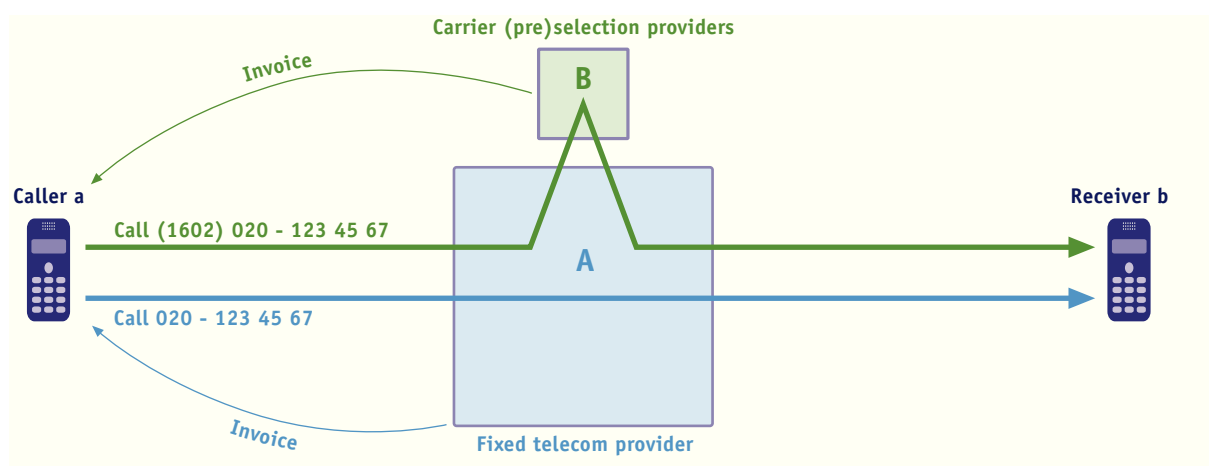 Carrier (pre)selection providers
Invoice
B
Caller a
Receiver b
Call (1602) 020 - 123 45 67
A
Call 020 - 123 45 67
Invoice
Fixed telecom provider